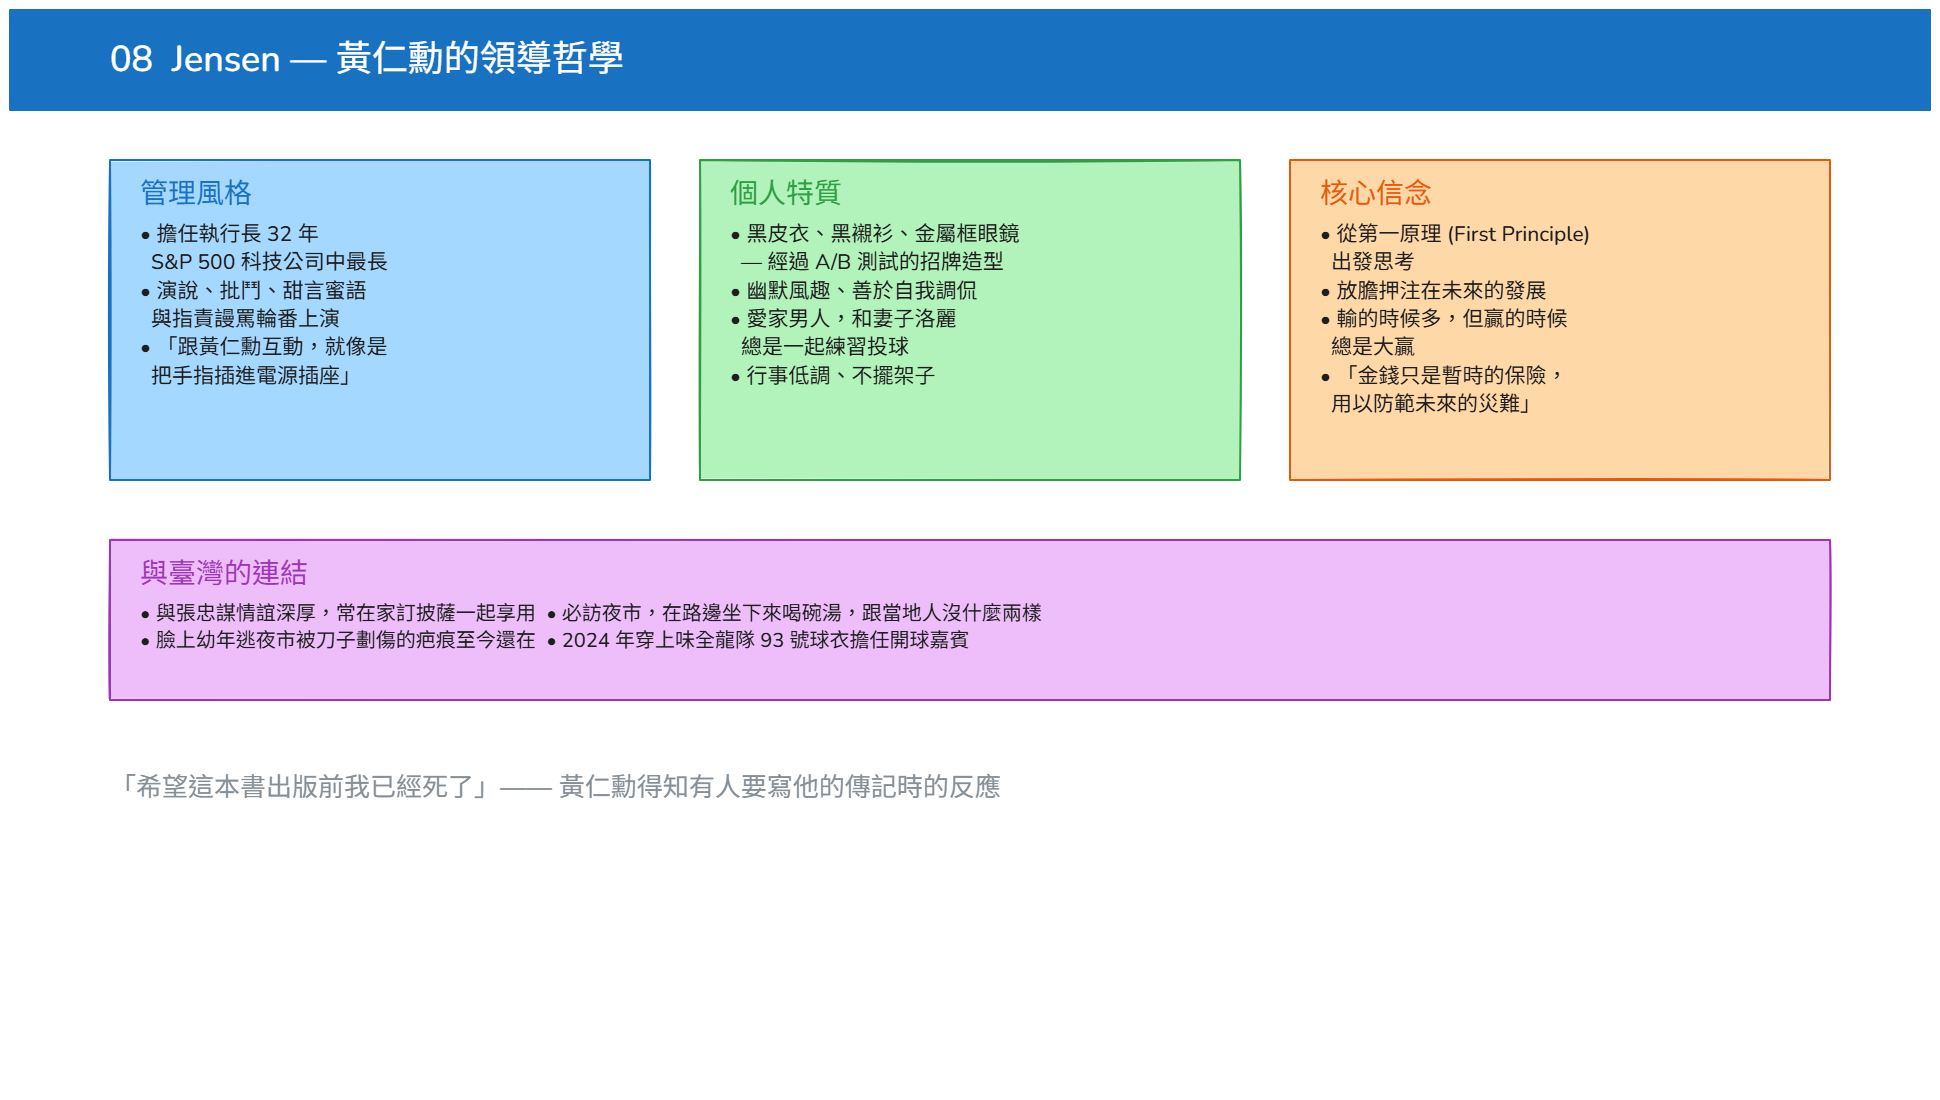 08 Jensen — 黃仁勳的領導哲學
管理風格
• 擔任執行長 32 年
S&P 500 科技公司中最長
• 演說、批鬥、甜言蜜語
與指責謾罵輪番上演
• 「跟黃仁勳互動，就像是
把手指插進電源插座」
個人特質
• 黑皮衣、黑襯衫、金屬框眼鏡
— 經過 A/B 測試的招牌造型
• 幽默風趣、善於自我調侃
• 愛家男人，和妻子洛麗
總是一起練習投球
• 行事低調、不擺架子
核心信念
• 從第一原理 (First Principle)
出發思考
• 放膽押注在未來的發展
• 輸的時候多，但贏的時候
總是大贏
• 「金錢只是暫時的保險，
用以防範未來的災難」
與臺灣的連結
• 與張忠謀情誼深厚，常在家訂披薩一起享用 • 必訪夜市，在路邊坐下來喝碗湯，跟當地人沒什麼兩樣
• 臉上幼年逃夜市被刀子劃傷的疤痕至今還在 • 2024 年穿上味全龍隊 93 號球衣擔任開球嘉賓
「希望這本書出版前我已經死了」—— 黃仁勳得知有人要寫他的傳記時的反應